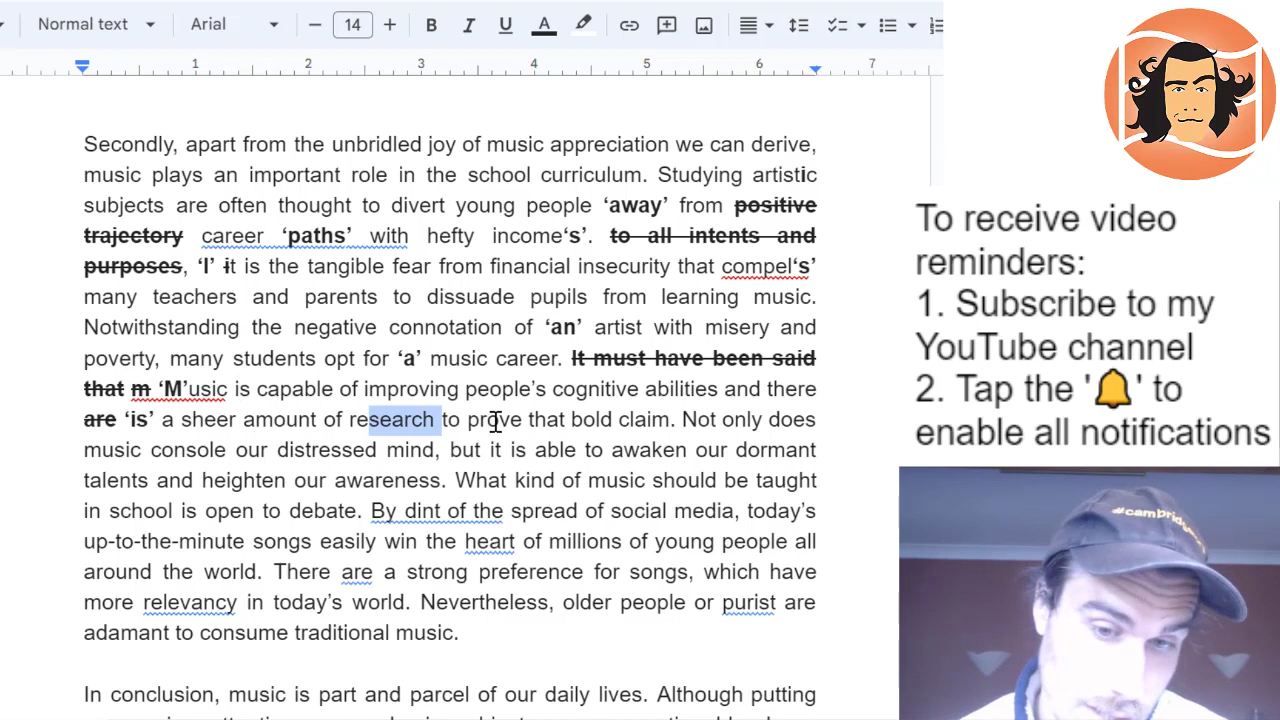 Normal text Arial − 14 + B I U A
1 2 3 4 5 6 7
Secondly, apart from the unbridled joy of music appreciation we can derive,
music plays an important role in the school curriculum. Studying artistic
subjects are often thought to divert young people ‘away’ from positive
trajectory career ‘paths’ with hefty income‘s’. to all intents and
purposes, ‘I’ it is the tangible fear from financial insecurity that compel‘s’
many teachers and parents to dissuade pupils from learning music.
Notwithstanding the negative connotation of ‘an’ artist with misery and
poverty, many students opt for ‘a’ music career. It must have been said
that m ‘M’usic is capable of improving people’s cognitive abilities and there
are ‘is’ a sheer amount of research to prove that bold claim. Not only does
music console our distressed mind, but it is able to awaken our dormant
talents and heighten our awareness. What kind of music should be taught
in school is open to debate. By dint of the spread of social media, today’s
up-to-the-minute songs easily win the heart of millions of young people all
around the world. There are a strong preference for songs, which have
more relevancy in today’s world. Nevertheless, older people or purist are
adamant to consume traditional music.
In conclusion, music is part and parcel of our daily lives. Although putting
To receive video
reminders:
1. Subscribe to my
YouTube channel
2. Tap the '🔔' to
enable all notifications